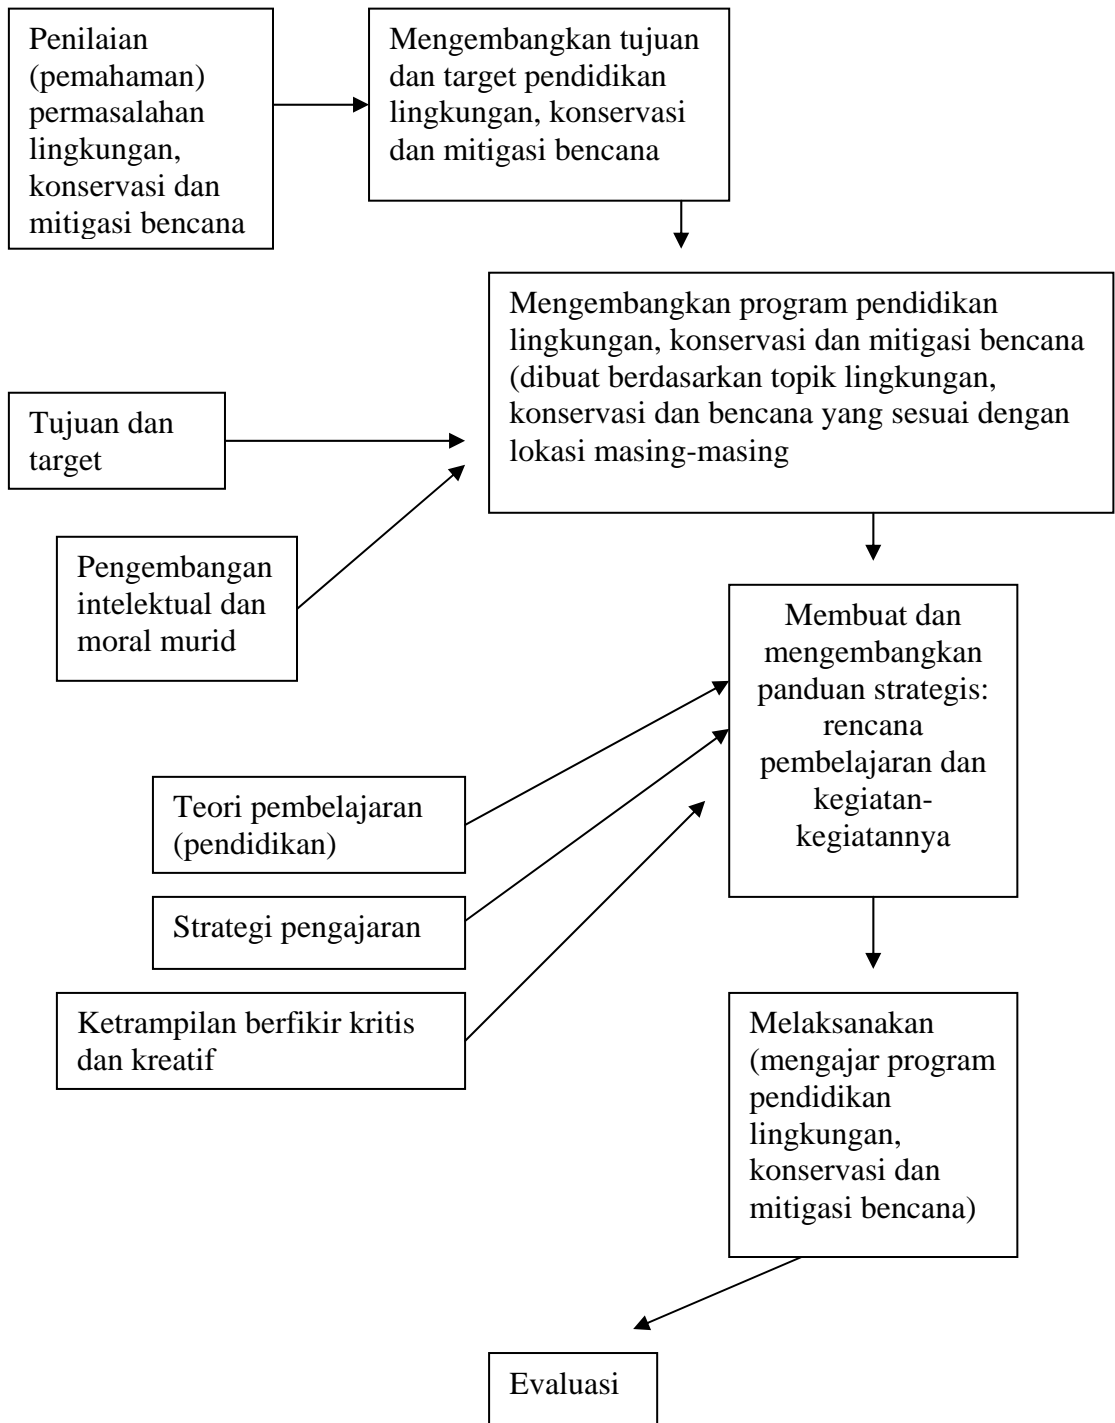 Penilaian
(pemahaman)
permasalahan
lingkungan,
konservasi dan
mitigasi bencana
Mengembangkan tujuan
dan target pendidikan
lingkungan, konservasi
dan mitigasi bencana
Mengembangkan program pendidikan
lingkungan, konservasi dan mitigasi bencana
(dibuat berdasarkan topik lingkungan,
konservasi dan bencana yang sesuai dengan
lokasi masing-masing
Tujuan dan
target
Pengembangan
intelektual dan
moral murid
Membuat dan
mengembangkan
panduan strategis:
rencana
pembelajaran dan
kegiatan-
kegiatannya
Teori pembelajaran
(pendidikan)
Strategi pengajaran
Ketrampilan berfikir kritis
dan kreatif
Melaksanakan
(mengajar program
pendidikan
lingkungan,
konservasi dan
mitigasi bencana)
Evaluasi